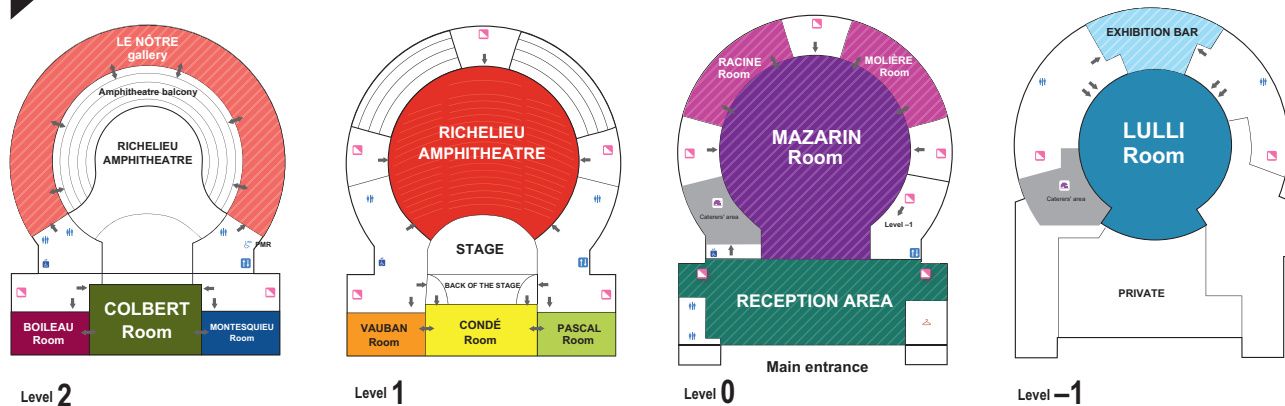 LE NÔTRE
gallery
Amphitheatre balcony
RICHELIEU
AMPHITHEATRE
PMR
COLBERT
Room
BOILEAU
Room
MONTESQUIEU
Room
Level 2
RICHELIEU
AMPHITHEATRE
STAGE
BACK OF THE STAGE
VAUBAN
Room
CONDÉ
Room
PASCAL
Room
Level 1
RACINE
Room
MOLIÈRE
Room
MAZARIN
Room
Caterers' area
Level –1
RECEPTION AREA
Main entrance
Level 0
EXHIBITION BAR
LULLI
Room
Caterers' area
PRIVATE
Level –1